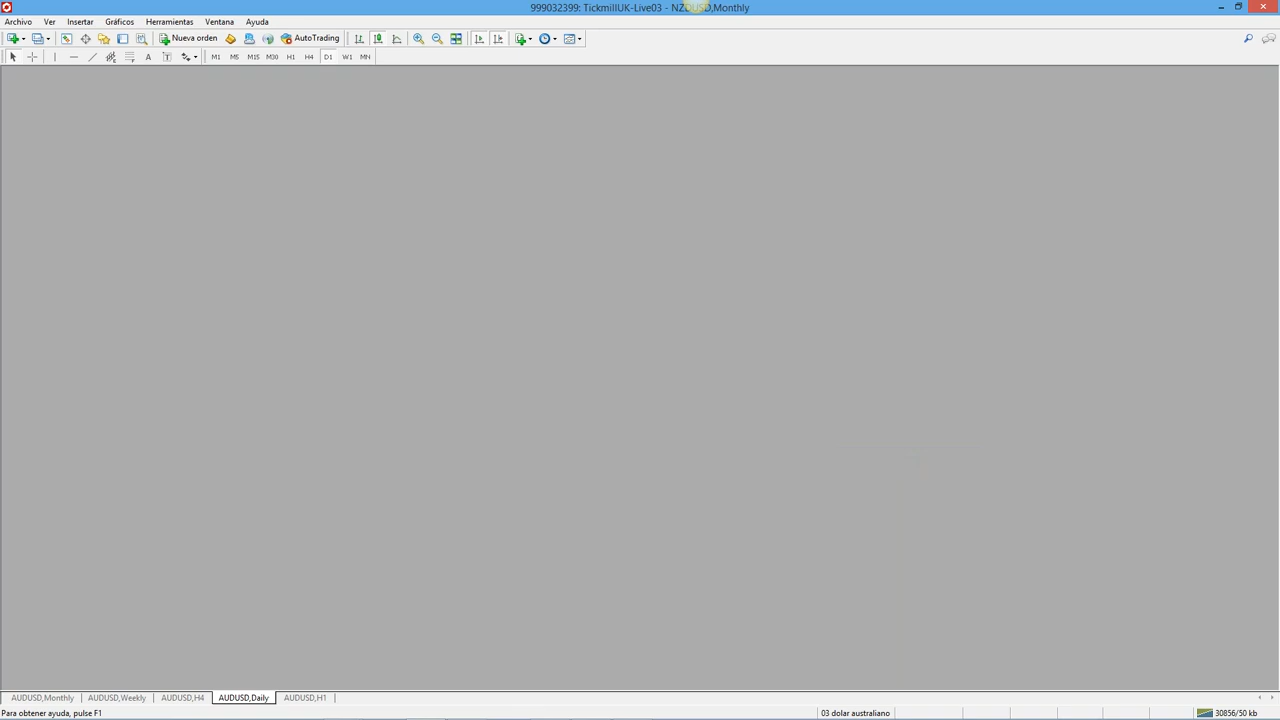 999032399: TickmillUK-Live03 - NZDUSD,Monthly
Archivo Ver Insertar Gráficos Herramientas Ventana Ayuda
Nueva orden AutoTrading
A T M1 M5 M15 M30 H1 H4 D1 W1 MN
AUDUSD,Monthly AUDUSD,Weekly AUDUSD,H4 AUDUSD,Daily AUDUSD,H1
Para obtener ayuda, pulse F1 03 dolar australiano 30856/50 kb